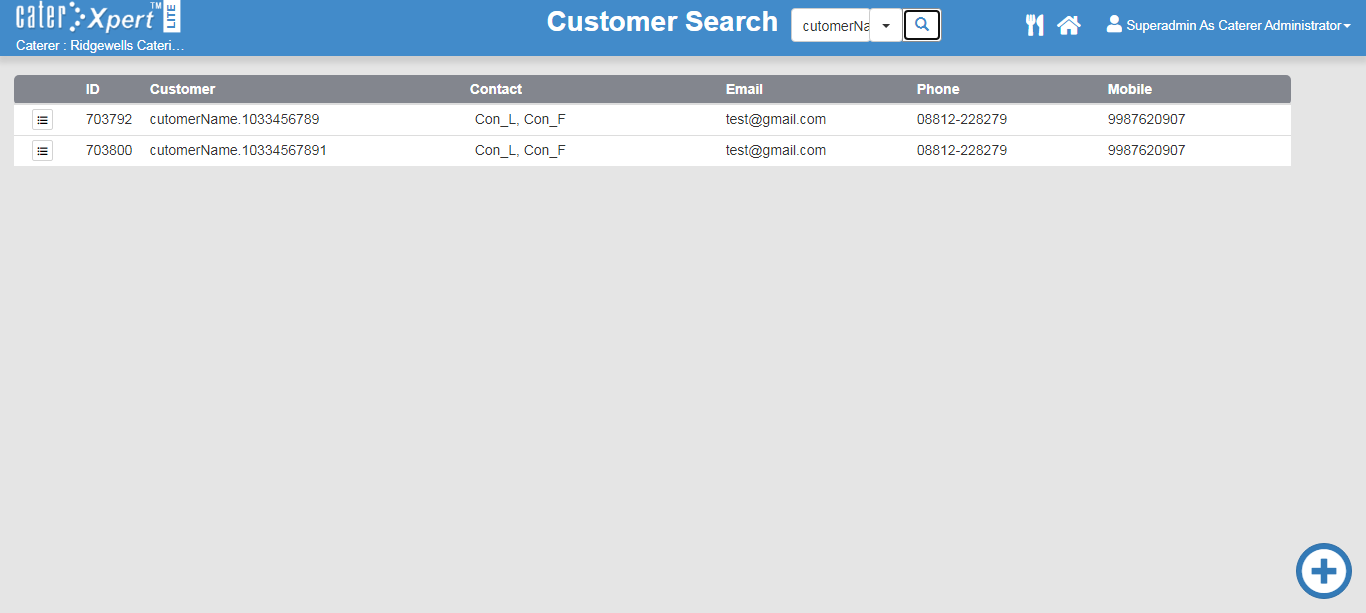 cater Xpert™ LITE
Caterer : Ridgewells Cateri...
Customer Search
cutomerNa
Superadmin As Caterer Administrator
ID Customer Contact Email Phone Mobile
703792 cutomerName.1033456789 Con_L, Con_F test@gmail.com 08812-228279 9987620907
703800 cutomerName.10334567891 Con_L, Con_F test@gmail.com 08812-228279 9987620907